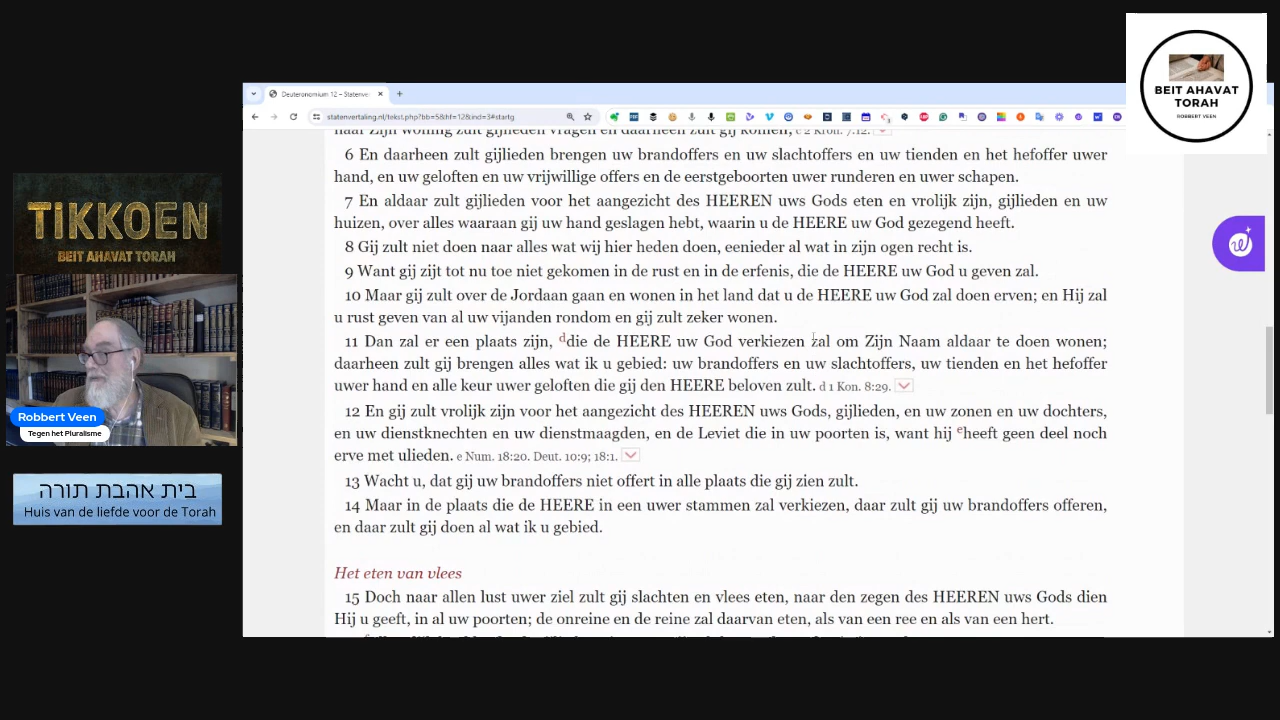 BEIT AHAVAT
TORAH
ROBBERT VEEN
Deuteronomium 12 – Statenve
statenvertaling.nl/tekst.php?bb=5&hf=12&ind=3#startg
TIKKOEN
BEIT AHAVAT TORAH
Robbert Veen
Tegen het Pluralisme
בית אהבת תורה
Huis van de liefde voor de Torah
naar Zijn woning zult gijlieden vragen en daarheen zult gij komen; c 2 Kron. 7:12.
6 En daarheen zult gijlieden brengen uw brandoffers en uw slachtoffers en uw tienden en het hefoffer uwer
hand, en uw geloften en uw vrijwillige offers en de eerstgeboorten uwer runderen en uwer schapen.
7 En aldaar zult gijlieden voor het aangezicht des HEEREN uws Gods eten en vrolijk zijn, gijlieden en uw
huizen, over alles waaraan gij uw hand geslagen hebt, waarin u de HEERE uw God gezegend heeft.
8 Gij zult niet doen naar alles wat wij hier heden doen, eenieder al wat in zijn ogen recht is.
9 Want gij zijt tot nu toe niet gekomen in de rust en in de erfenis, die de HEERE uw God u geven zal.
10 Maar gij zult over de Jordaan gaan en wonen in het land dat u de HEERE uw God zal doen erven; en Hij zal
u rust geven van al uw vijanden rondom en gij zult zeker wonen.
11 Dan zal er een plaats zijn, d die de HEERE uw God verkiezen zal om Zijn Naam aldaar te doen wonen;
daarheen zult gij brengen alles wat ik u gebied: uw brandoffers en uw slachtoffers, uw tienden en het hefoffer
uwer hand en alle keur uwer geloften die gij den HEERE beloven zult. d 1 Kon. 8:29.
12 En gij zult vrolijk zijn voor het aangezicht des HEEREN uws Gods, gijlieden, en uw zonen en uw dochters,
en uw dienstknechten en uw dienstmaagden, en de Leviet die in uw poorten is, want hij e heeft geen deel noch
erve met ulieden. e Num. 18:20. Deut. 10:9; 18:1.
13 Wacht u, dat gij uw brandoffers niet offert in alle plaats die gij zien zult.
14 Maar in de plaats die de HEERE in een uwer stammen zal verkiezen, daar zult gij uw brandoffers offeren,
en daar zult gij doen al wat ik u gebied.
Het eten van vlees
15 Doch naar allen lust uwer ziel zult gij slachten en vlees eten, naar den zegen des HEEREN uws Gods dien
Hij u geeft, in al uw poorten; de onreine en de reine zal daarvan eten, als van een ree en als van een hert.